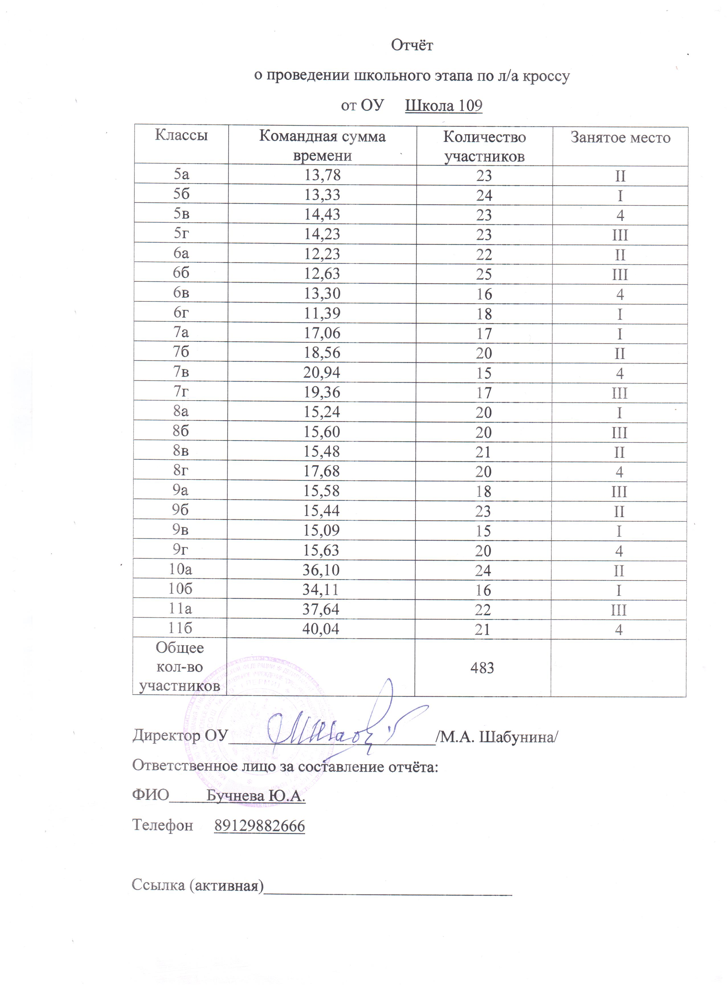 Отчёт
о проведении школьного этапа по л/а кроссу
от ОУ Школа 109
Классы Командная сумма времени Количество участников Занятое место
5а 13,78 23 II
5б 13,33 24 I
5в 14,43 23 4
5г 14,23 23 III
6а 12,23 22 II
6б 12,63 25 III
6в 13,30 16 4
6г 11,39 18 I
7а 17,06 17 I
7б 18,56 20 II
7в 20,94 15 4
7г 19,36 17 III
8а 15,24 20 I
8б 15,60 20 III
8в 15,48 21 II
8г 17,68 20 4
9а 15,58 18 III
9б 15,44 23 II
9в 15,09 15 I
9г 15,63 20 4
10а 36,10 24 II
10б 34,11 16 I
11а 37,64 22 III
11б 40,04 21 4
Общее
кол-во
участников 483
Директор ОУ /М.А. Шабунина/
Ответственное лицо за составление отчёта:
ФИО Бучнева Ю.А.
Телефон 89129882666
Ссылка (активная)